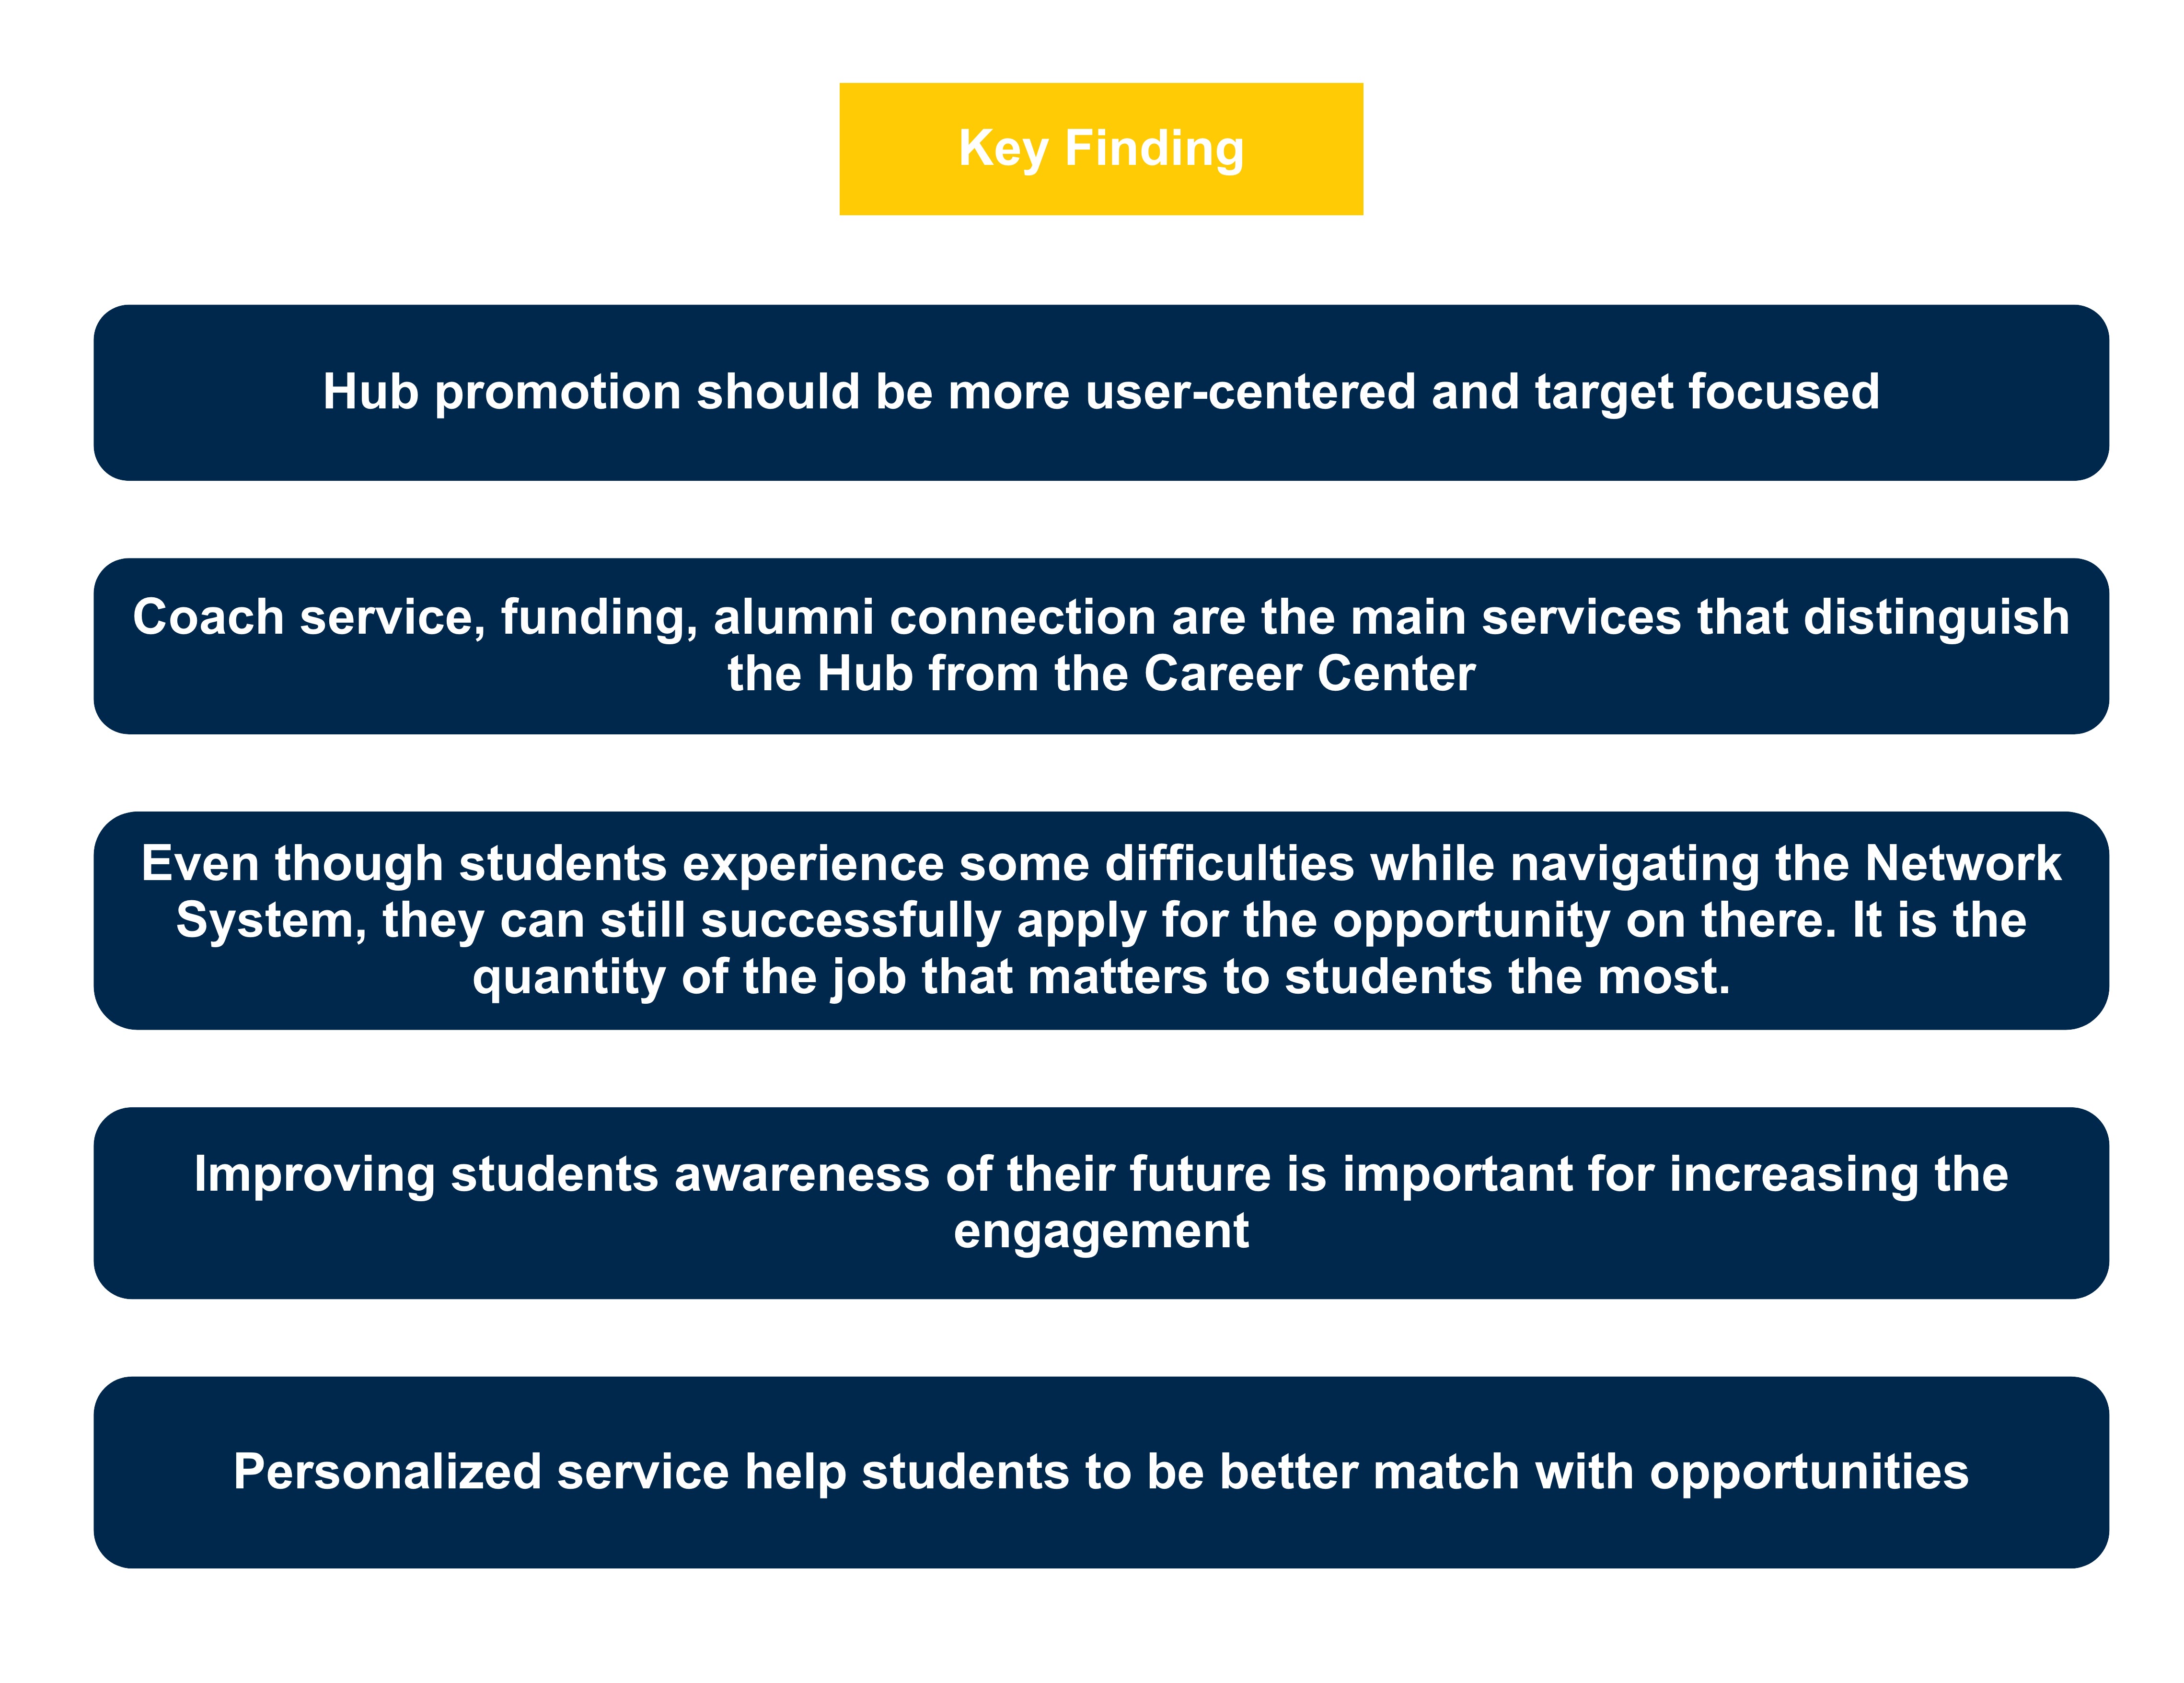 Key Finding
Hub promotion should be more user-centered and target focused
Coach service, funding, alumni connection are the main services that distinguish
the Hub from the Career Center
Even though students experience some difficulties while navigating the Network
System, they can still successfully apply for the opportunity on there. It is the
quantity of the job that matters to students the most.
Improving students awareness of their future is important for increasing the
engagement
Personalized service help students to be better match with opportunities